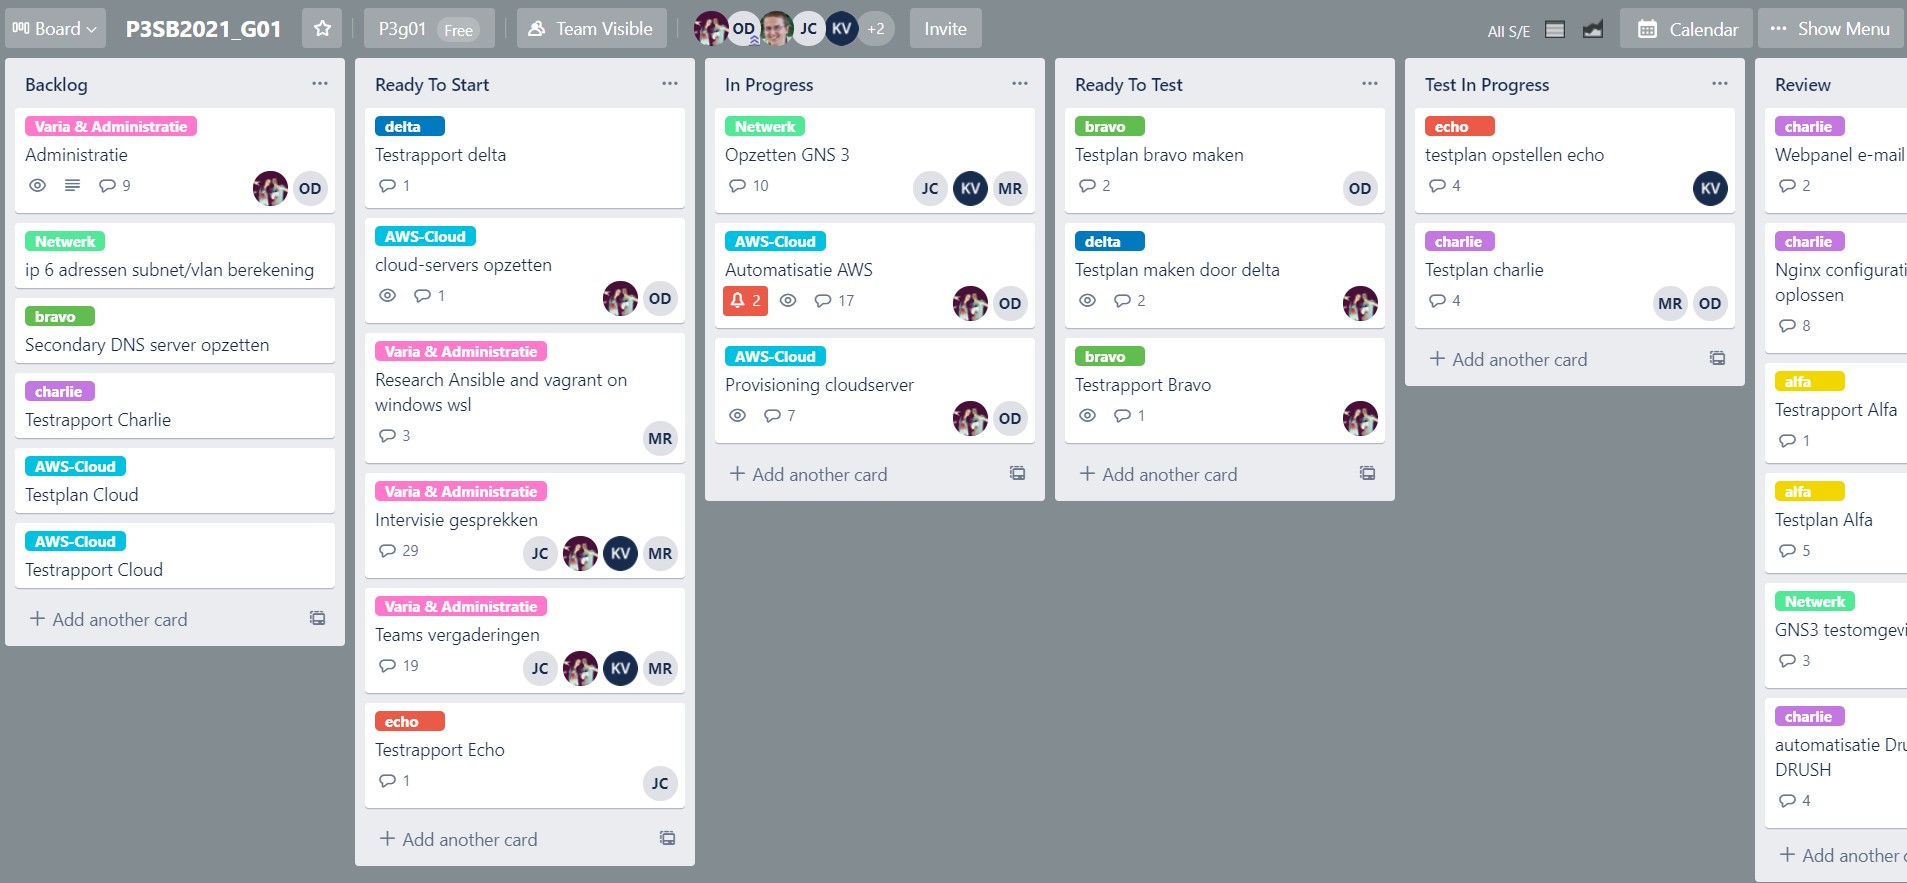 Board
P3SB2021_G01
P3g01 Free
Team Visible
OD
JC
KV
+2
Invite
All S/E
Calendar
Show Menu
Backlog
Varia & Administratie
Administratie
9
OD
Netwerk
ip 6 adressen subnet/vlan berekening
bravo
Secondary DNS server opzetten
charlie
Testrapport Charlie
AWS-Cloud
Testplan Cloud
AWS-Cloud
Testrapport Cloud
+ Add another card
Ready To Start
delta
Testrapport delta
1
AWS-Cloud
cloud-servers opzetten
1
OD
Varia & Administratie
Research Ansible and vagrant on
windows wsl
3
MR
Varia & Administratie
Intervisie gesprekken
29
JC KV MR
Varia & Administratie
Teams vergaderingen
19
JC KV MR
echo
Testrapport Echo
1
JC
+ Add another card
In Progress
Netwerk
Opzetten GNS 3
10
JC KV MR
AWS-Cloud
Automatisatie AWS
2 17
OD
AWS-Cloud
Provisioning cloudserver
7
OD
+ Add another card
Ready To Test
bravo
Testplan bravo maken
2
OD
delta
Testplan maken door delta
2
bravo
Testrapport Bravo
1
+ Add another card
Test In Progress
echo
testplan opstellen echo
4
KV
charlie
Testplan charlie
4
MR OD
+ Add another card
Review
charlie
Webpanel e-mail
2
charlie
Nginx configurati
oplossen
8
alfa
Testrapport Alfa
1
alfa
Testplan Alfa
5
Netwerk
GNS3 testomgevi
3
charlie
automatisatie Dru
DRUSH
4
+ Add another